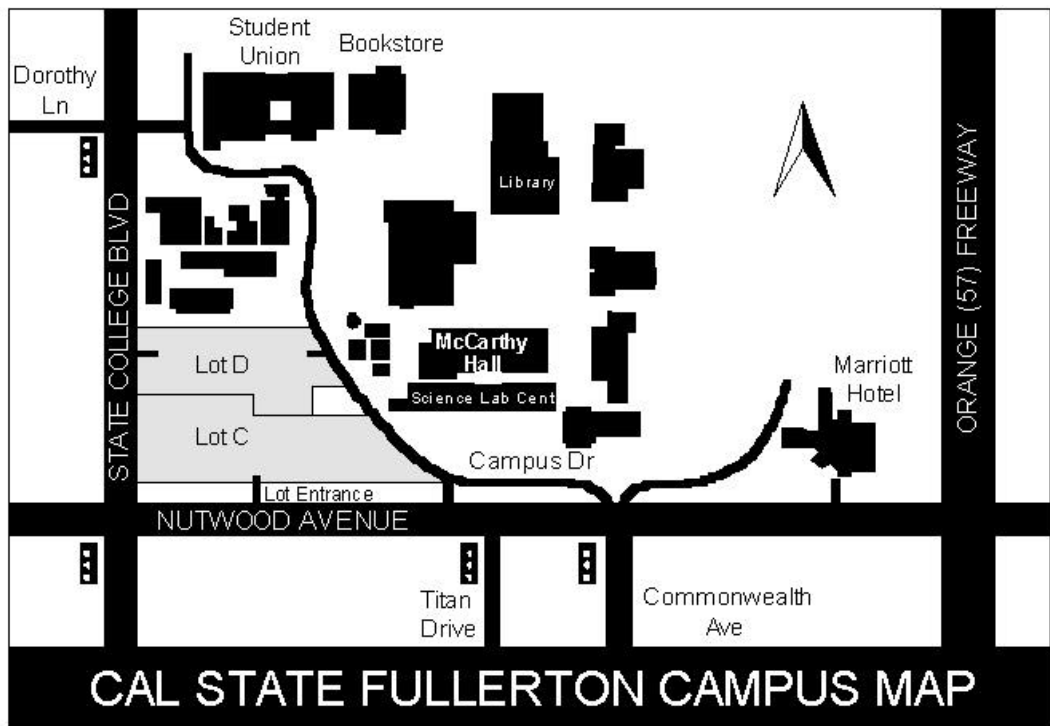 Student
Union
Bookstore
Dorothy
Ln
Library
STATE COLLEGE BLVD
ORANGE (57) FREEWAY
McCarthy
Hall
Lot D
Marriott
Hotel
Science Lab Cent
Lot C
Campus Dr
Lot Entrance
NUTWOOD AVENUE
Titan
Drive
Commonwealth
Ave
CAL STATE FULLERTON CAMPUS MAP